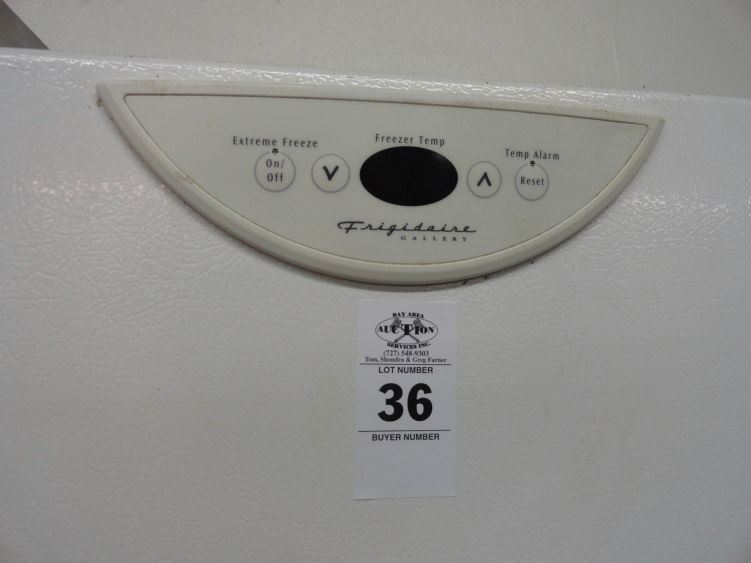 Extreme Freeze
On/
Off
Freezer Temp
Temp Alarm
Reset
Frigidaire
GALLERY
BAY AREA
AUCTION
SERVICES INC.
(727) 548-9303
Tom, Shondra & Greg Farner
LOT NUMBER
36
BUYER NUMBER